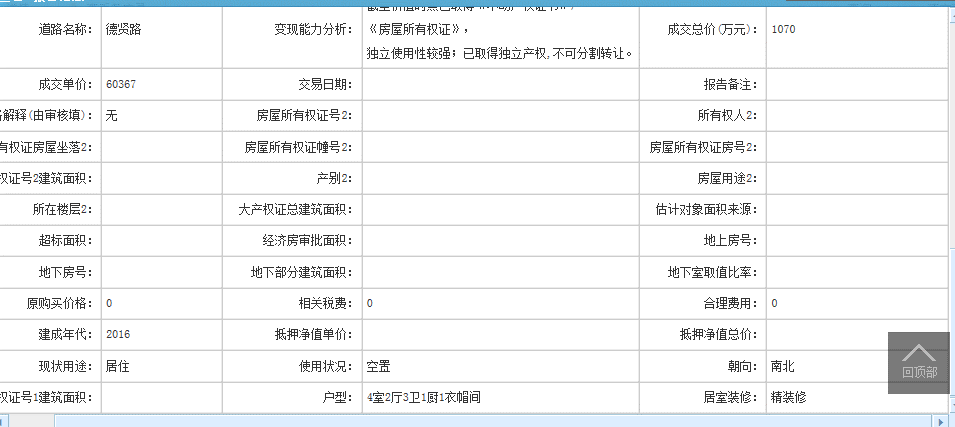 道路名称： 德贤路 变现能力分析： 《房屋所有权证》， 成交总价(万元)： 1070
独立使用性较强；已取得独立产权,不可分割转让。
成交单价： 60367 交易日期： 报告备注：
解释(由审核填)： 无 房屋所有权证号2： 所有权人2：
有权证房屋坐落2： 房屋所有权证幢号2： 房屋所有权证房号2：
权证号2建筑面积： 产别2： 房屋用途2：
所在楼层2： 大产权证总建筑面积： 估计对象面积来源：
超标面积： 经济房审批面积： 地上房号：
地下房号： 地下部分建筑面积： 地下室取值比率：
原购买价格： 0 相关税费： 0 合理费用： 0
建成年代： 2016 抵押净值单价： 抵押净值总价：
现状用途： 居住 使用状况： 空置 朝向： 南北
回顶部
权证号1建筑面积： 户型： 4室2厅3卫1厨1衣帽间 居室装修： 精装修